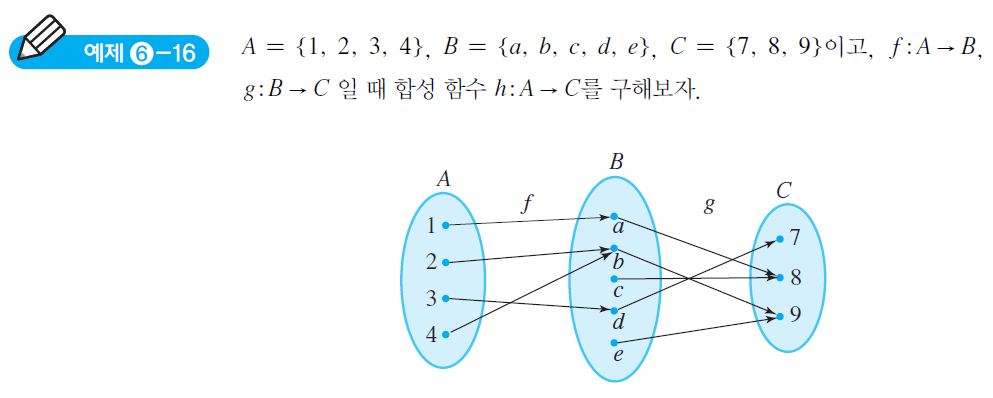 예제 6-16
A = {1, 2, 3, 4}, B = {a, b, c, d, e}, C = {7, 8, 9}이고, f:A→B,
g:B→C 일 때 합성 함수 h:A→C를 구해보자.
B
A
C
f
g
1
a
7
2
b
c
8
3
d
9
4
e